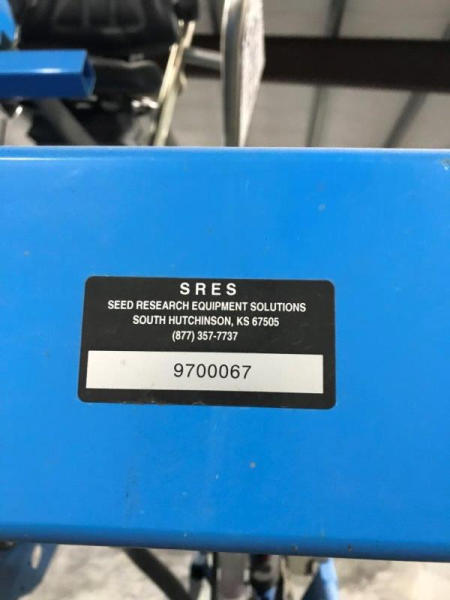 SRES
SEED RESEARCH EQUIPMENT SOLUTIONS
SOUTH HUTCHINSON, KS 67505
(877) 357-7737
9700067